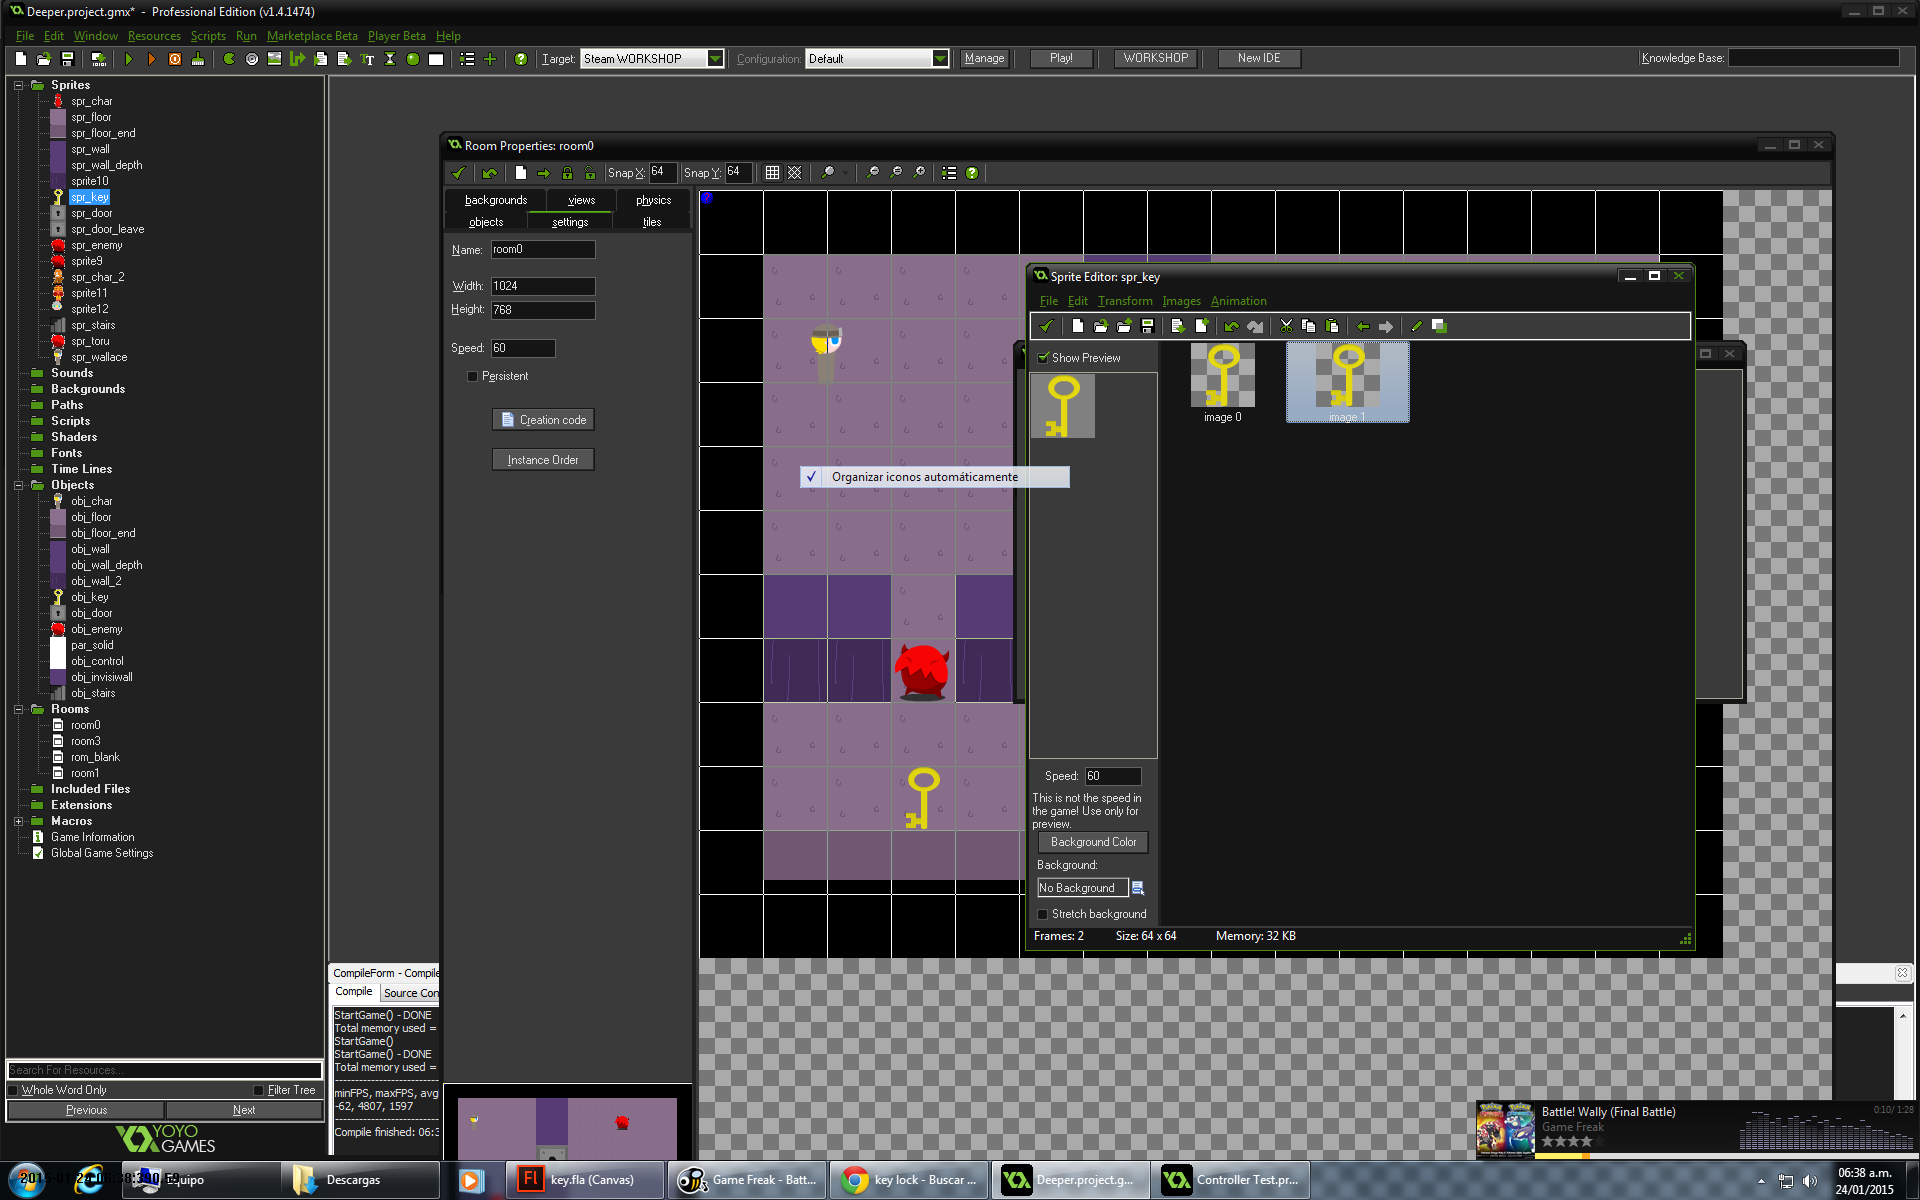 Deeper.project.gmx* - Professional Edition (v1.4.1474)
File Edit Window Resources Scripts Run Marketplace Beta Player Beta Help
Target: Steam WORKSHOP Configuration: Default Manage Play! WORKSHOP New IDE Knowledge Base:
Sprites
spr_char
spr_floor
spr_floor_end
spr_wall
spr_wall_depth
sprite10
spr_key
spr_door
spr_door_leave
spr_enemy
sprite9
spr_char_2
sprite11
sprite12
spr_stairs
spr_toru
spr_wallace
Sounds
Backgrounds
Paths
Scripts
Shaders
Fonts
Time Lines
Objects
obj_char
obj_floor
obj_floor_end
obj_wall
obj_wall_depth
obj_wall_2
obj_key
obj_door
obj_enemy
par_solid
obj_control
obj_invisiwall
obj_stairs
Rooms
room0
room3
rom_blank
room1
Included Files
Extensions
Macros
Game Information
Global Game Settings
Search For Resources...
Whole Word Only Filter Tree
Previous Next
YOYO
GAMES
Room Properties: room0
Snap X: 64 Snap Y: 64
backgrounds views physics
objects settings tiles
Name: room0
Width: 1024
Height: 768
Speed: 60
Persistent
Creation code
Instance Order
Organizar iconos automáticamente
Sprite Editor: spr_key
File Edit Transform Images Animation
Show Preview
image 0 image 1
Speed: 60
This is not the speed in
the game! Use only for
preview.
Background Color
Background:
No Background
Stretch background
Frames: 2 Size: 64 x 64 Memory: 32 KB
CompileForm - Compile
Compile Source Con
StartGame() - DONE
Total memory used =
StartGame()
StartGame() - DONE
Total memory used =
minFPS, maxFPS, avg
-62, 4807, 1597
Compile finished: 06:3
Battle! Wally (Final Battle) 0:10/ 1:28
Game Freak
Descargas
Fl key.fla (Canvas)
Game Freak - Batt...
key lock - Buscar ...
Deeper.project.g...
Controller Test.pr...
06:38 a.m.
24/01/2015